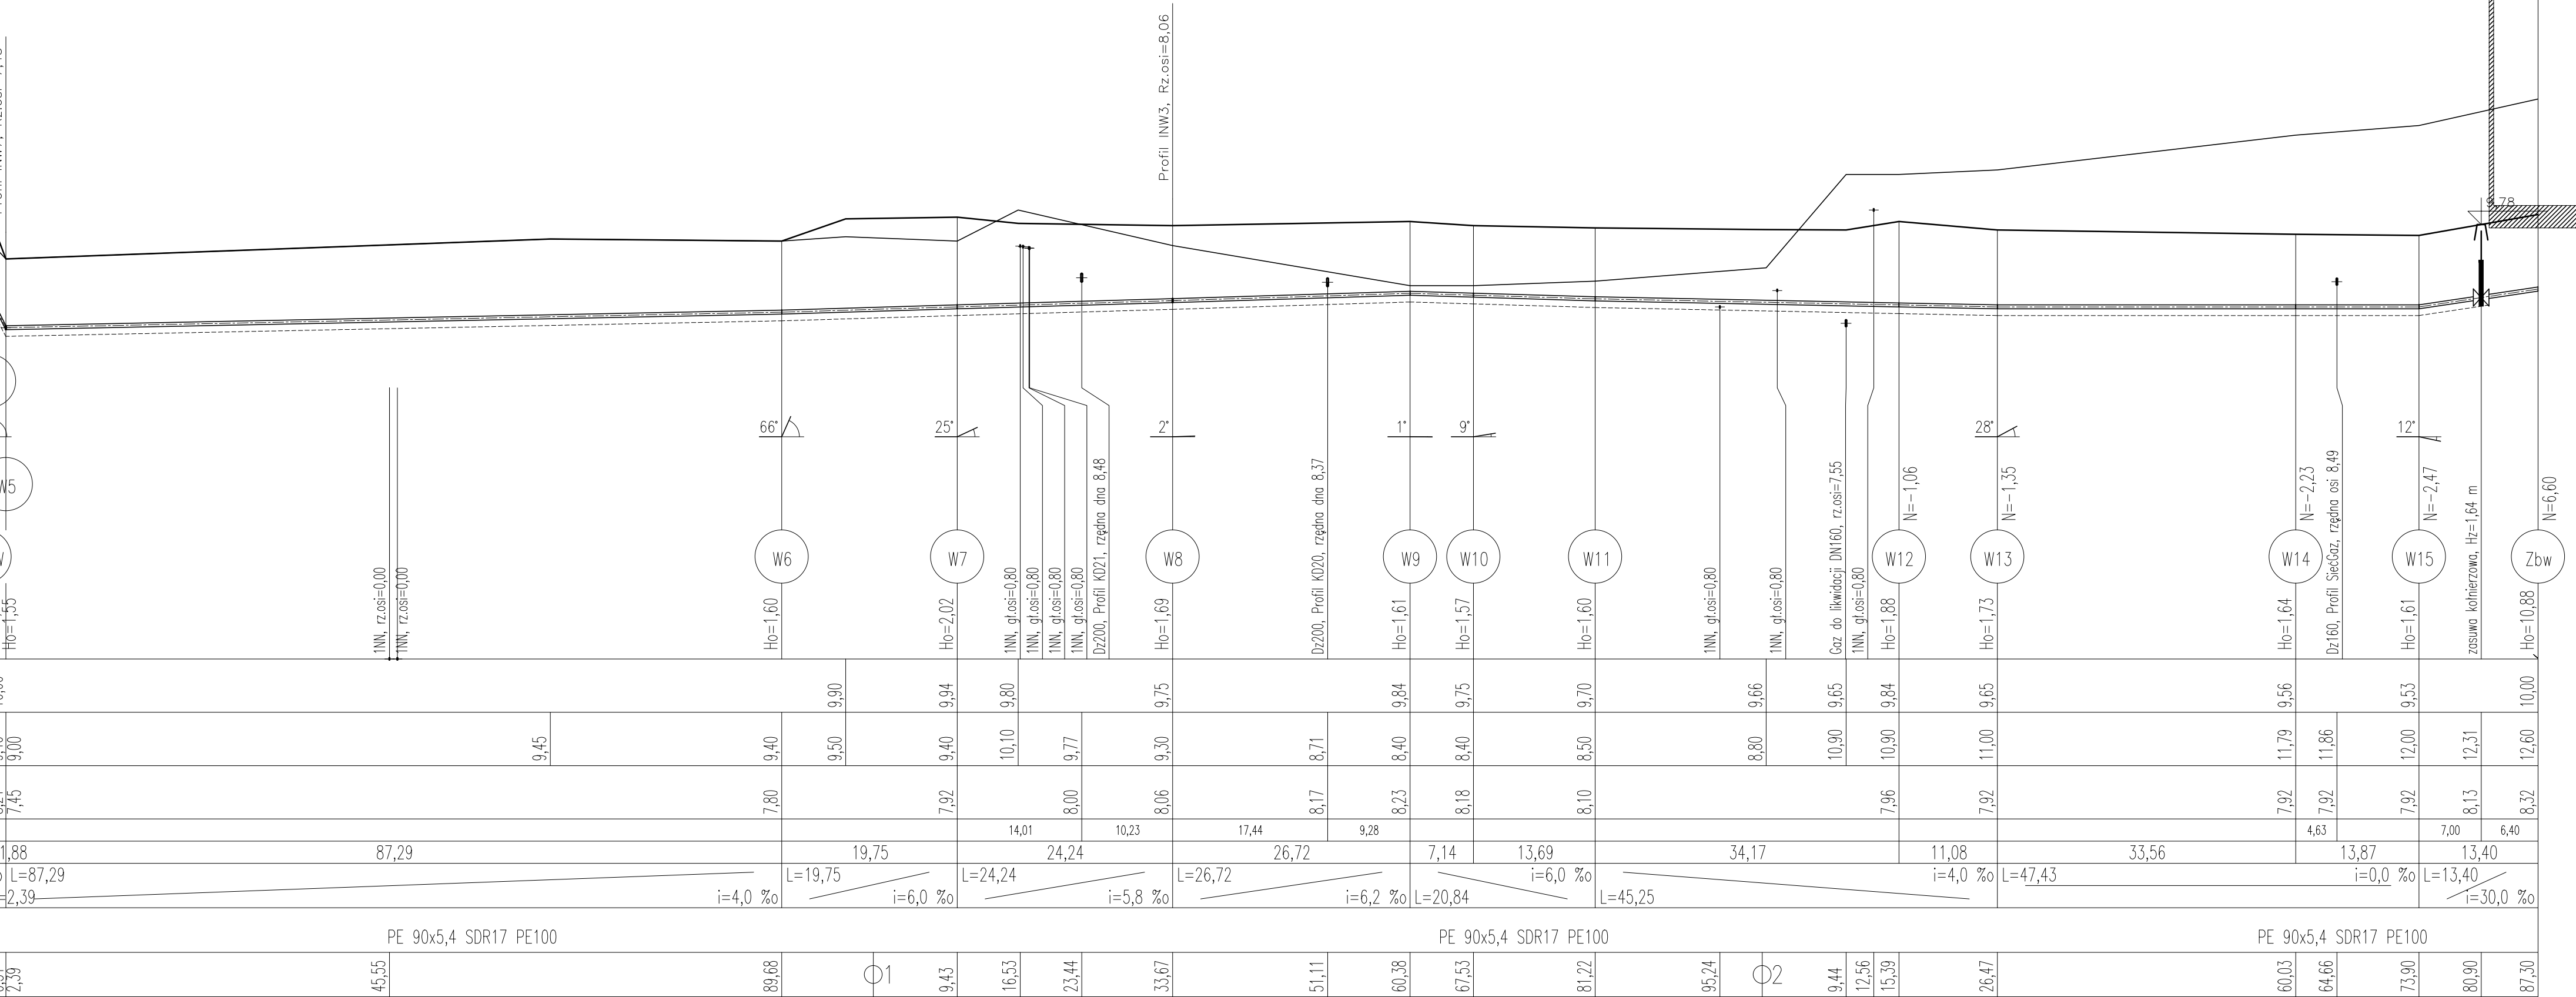 Profil INW3, Rz.osi=8,06
9,78
66°
25°
2°
1°
9°
28°
12°
W5
W6
W7
W8
W9
W10
W11
W12
W13
W14
W15
Zbw
N=-1,06
N=-1,35
N=-2,23
N=-2,47
N=6,60
Ho=1,55
1NN, rz.osi=0,00
1NN, rz.osi=0,00
Ho=1,60
Ho=2,02
1NN, gł.osi=0,80
1NN, gł.osi=0,80
1NN, gł.osi=0,80
1NN, gł.osi=0,80
Dz200, Profil KD21, rzędna dna 8,48
Ho=1,69
Dz200, Profil KD20, rzędna dna 8,37
Ho=1,61
Ho=1,57
Ho=1,60
1NN, gł.osi=0,80
1NN, gł.osi=0,80
Gaz do likwidacji DN160, rz.osi=7,55
1NN, gł.osi=0,80
Ho=1,88
Ho=1,73
Ho=1,64
Dz160, Profil SiećGaz, rzędna osi 8,49
Ho=1,61
zasuwa kołnierzowa, Hz=1,64 m
Ho=10,88
9,90 9,94 9,80 9,75 9,84 9,75 9,70 9,66 9,65 9,84 9,65 9,56 9,53 10,00
9,00 9,45 9,40 9,50 9,40 10,10 9,77 9,30 8,71 8,40 8,40 8,50 8,80 10,90 10,90 11,00 11,79 11,86 12,00 12,31 12,60
7,45 7,80 7,92 8,00 8,06 8,17 8,23 8,18 8,10 7,96 7,92 7,92 7,92 7,92 8,13 8,32
14,01 10,23 17,44 9,28 4,63 7,00 6,40
1,88 87,29 19,75 24,24 26,72 7,14 13,69 34,17 11,08 33,56 13,87 13,40
L=87,29 L=19,75 L=24,24 L=26,72 i=6,0 ‰ i=4,0 ‰ L=47,43 i=0,0 ‰ L=13,40
=2,39 i=4,0 ‰ i=6,0 ‰ i=5,8 ‰ i=6,2 ‰ L=20,84 L=45,25 i=30,0 ‰
PE 90x5,4 SDR17 PE100 PE 90x5,4 SDR17 PE100 PE 90x5,4 SDR17 PE100
2,39 45,55 89,68 1 9,43 16,53 23,44 33,67 51,11 60,38 67,53 81,22 95,24 2 9,44 12,56 15,39 26,47 60,03 64,66 73,90 80,90 87,30